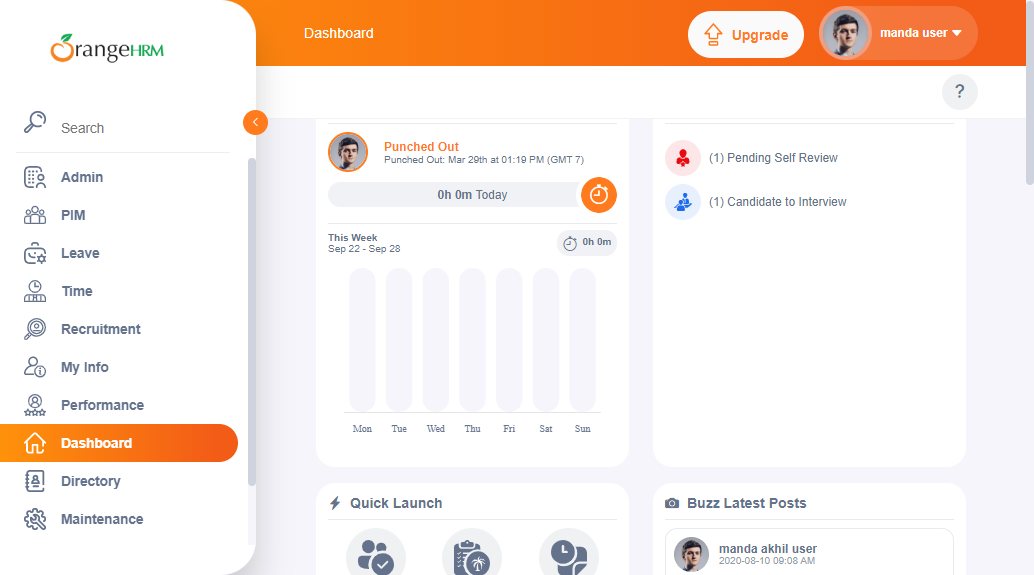 OrangeHRM
Dashboard
Upgrade
manda user
?
Search
Admin
PIM
Leave
Time
Recruitment
My Info
Performance
Dashboard
Directory
Maintenance
Punched Out
Punched Out: Mar 29th at 01:19 PM (GMT 7)
0h 0m Today
This Week
Sep 22 - Sep 28
0h 0m
Mon Tue Wed Thu Fri Sat Sun
(1) Pending Self Review
(1) Candidate to Interview
Quick Launch
Buzz Latest Posts
manda akhil user
2020-08-10 09:08 AM